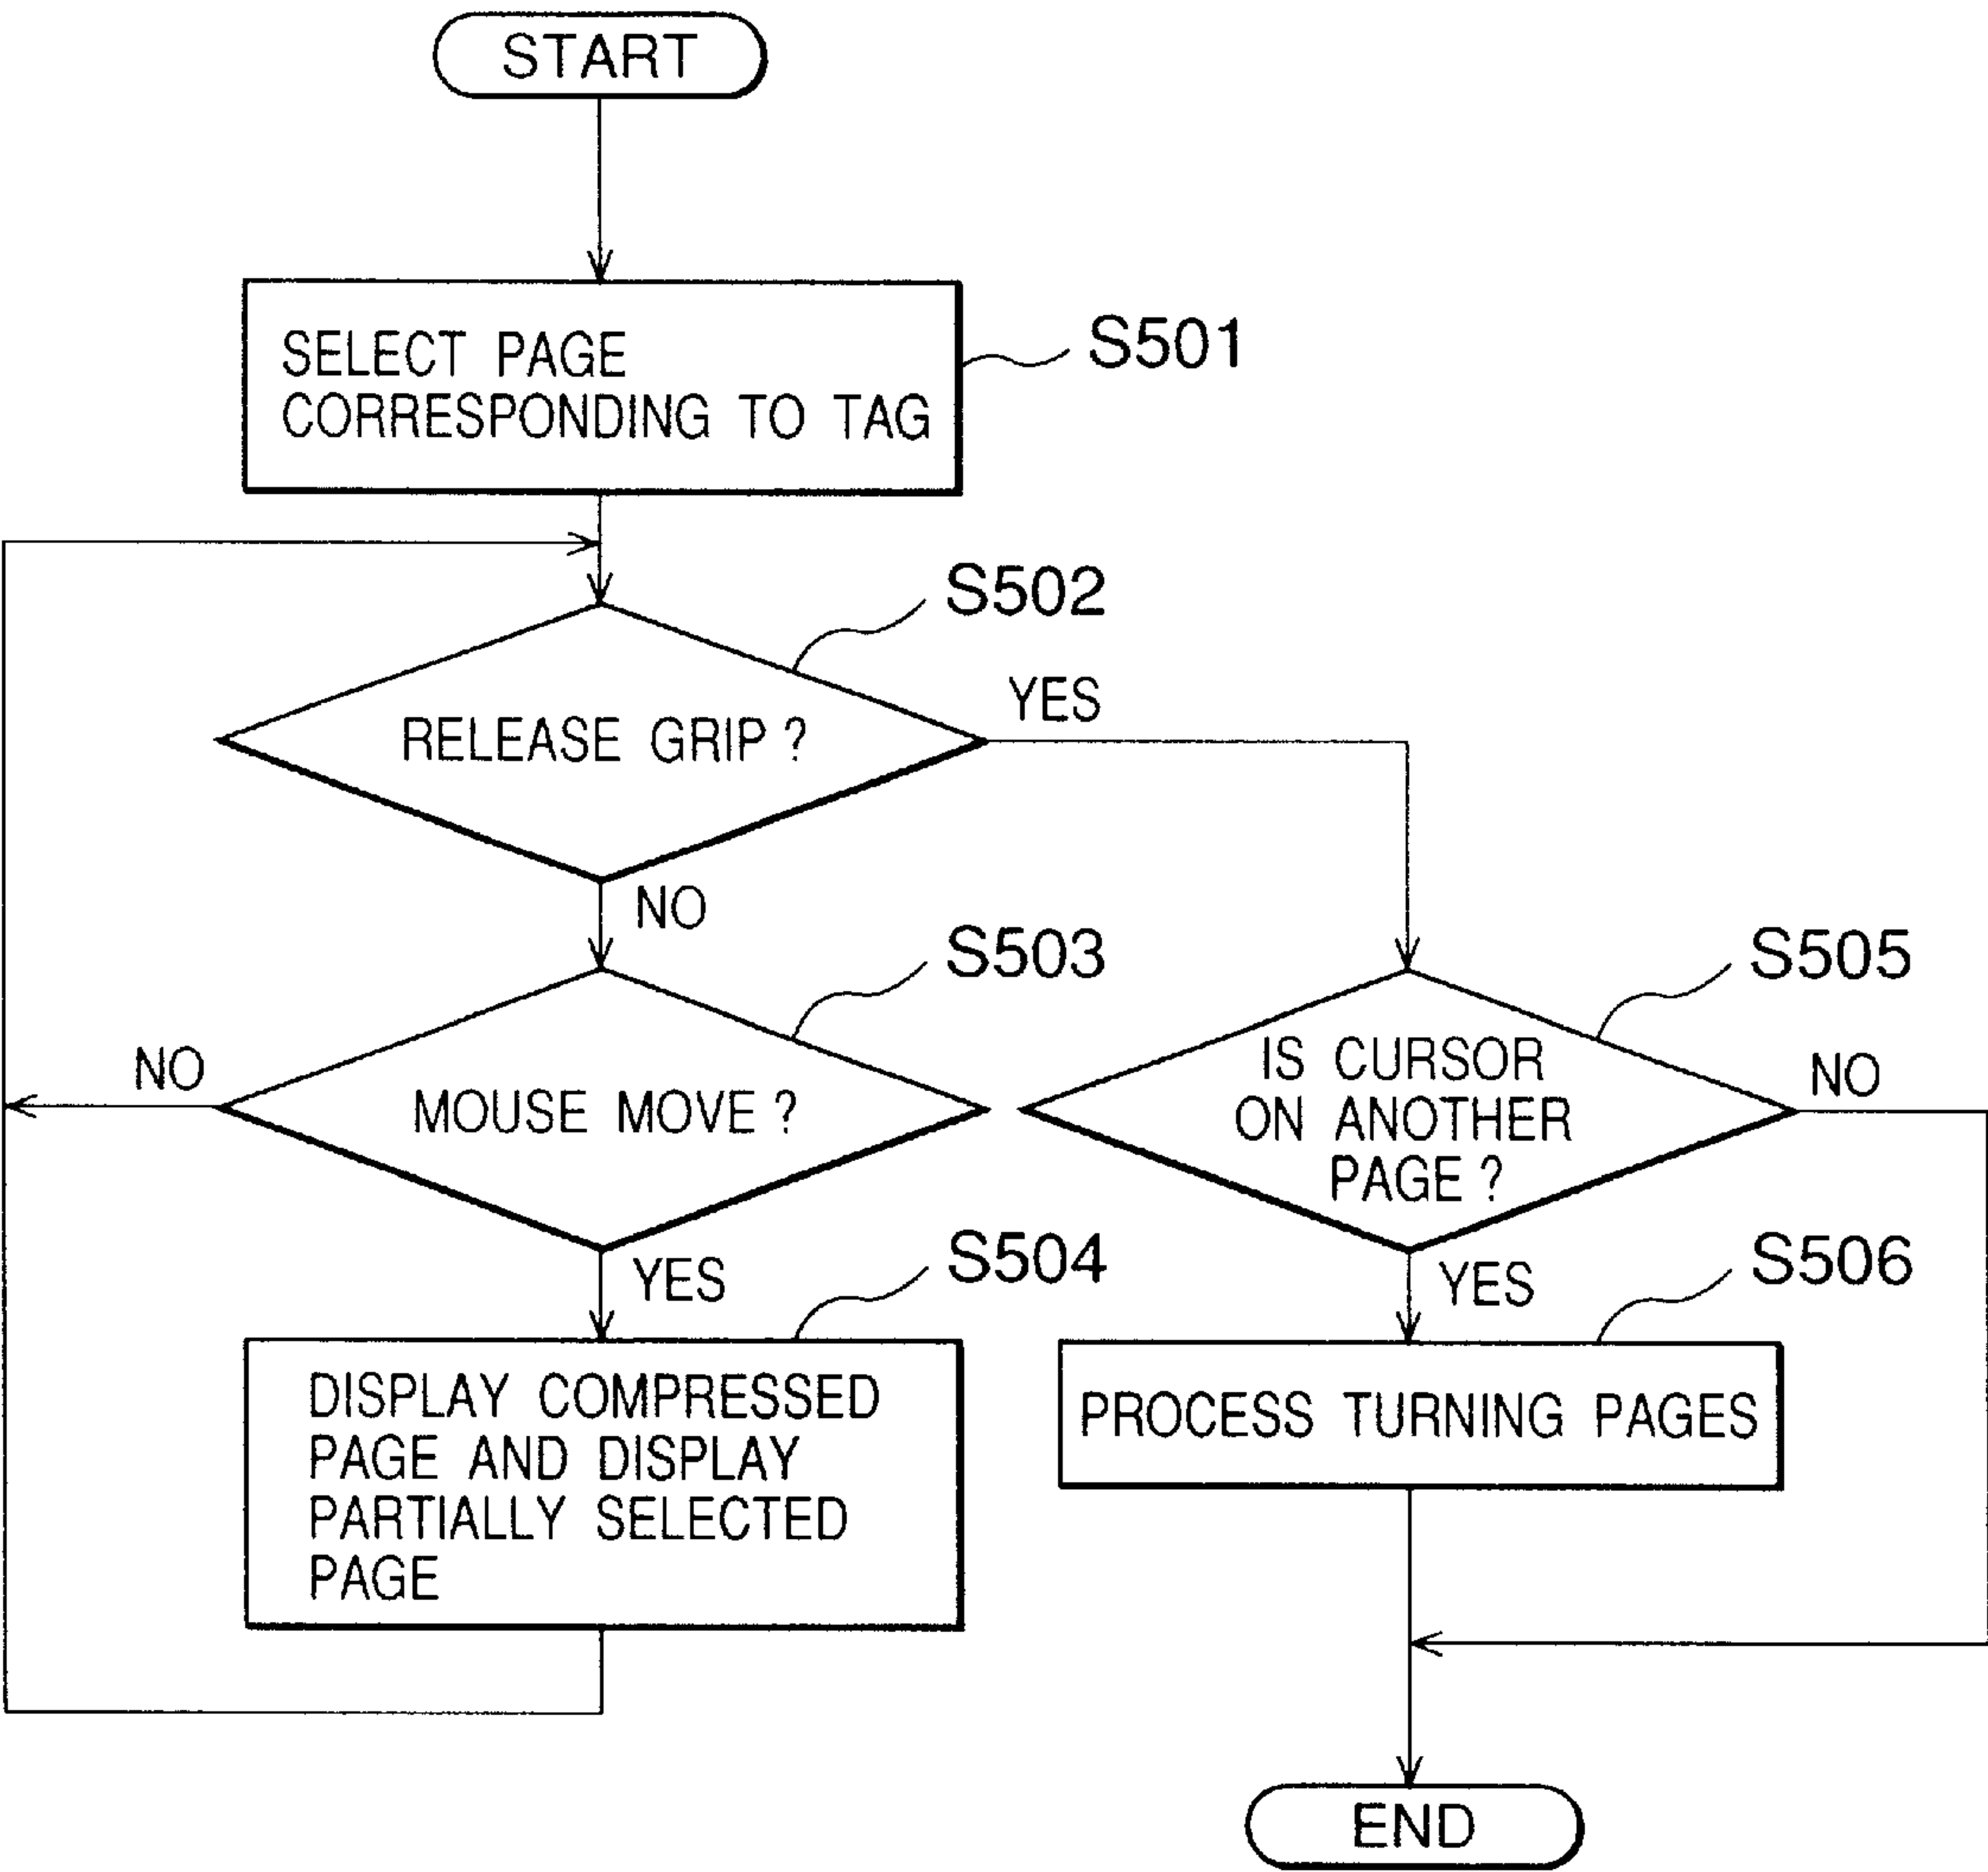 START
SELECT PAGE
CORRESPONDING TO TAG
S501
S502
RELEASE GRIP ?
YES
NO
S503
MOUSE MOVE ?
NO
YES
S505
IS CURSOR
ON ANOTHER
PAGE ?
NO
YES
S504
DISPLAY COMPRESSED
PAGE AND DISPLAY
PARTIALLY SELECTED
PAGE
S506
PROCESS TURNING PAGES
END